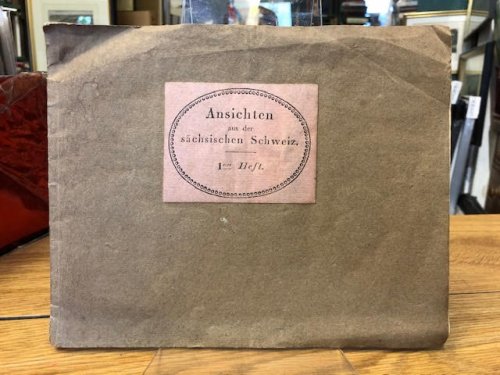 Ansichten
aus der
sächsischen Schweiz.
1tes Heft.